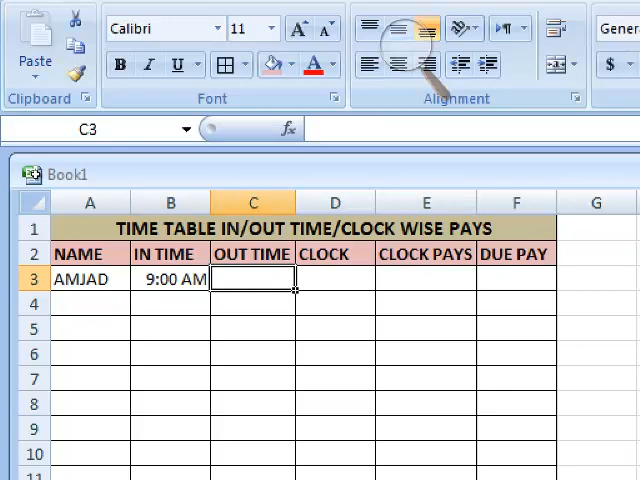 Calibri 11 A A Genera
Paste B I U A $
Clipboard Font Alignment
C3 fx
Book1
A B C D E F G
1 TIME TABLE IN/OUT TIME/CLOCK WISE PAYS
2 NAME IN TIME OUT TIME CLOCK CLOCK PAYS DUE PAY
3 AMJAD 9:00 AM
4
5
6
7
8
9
10
11